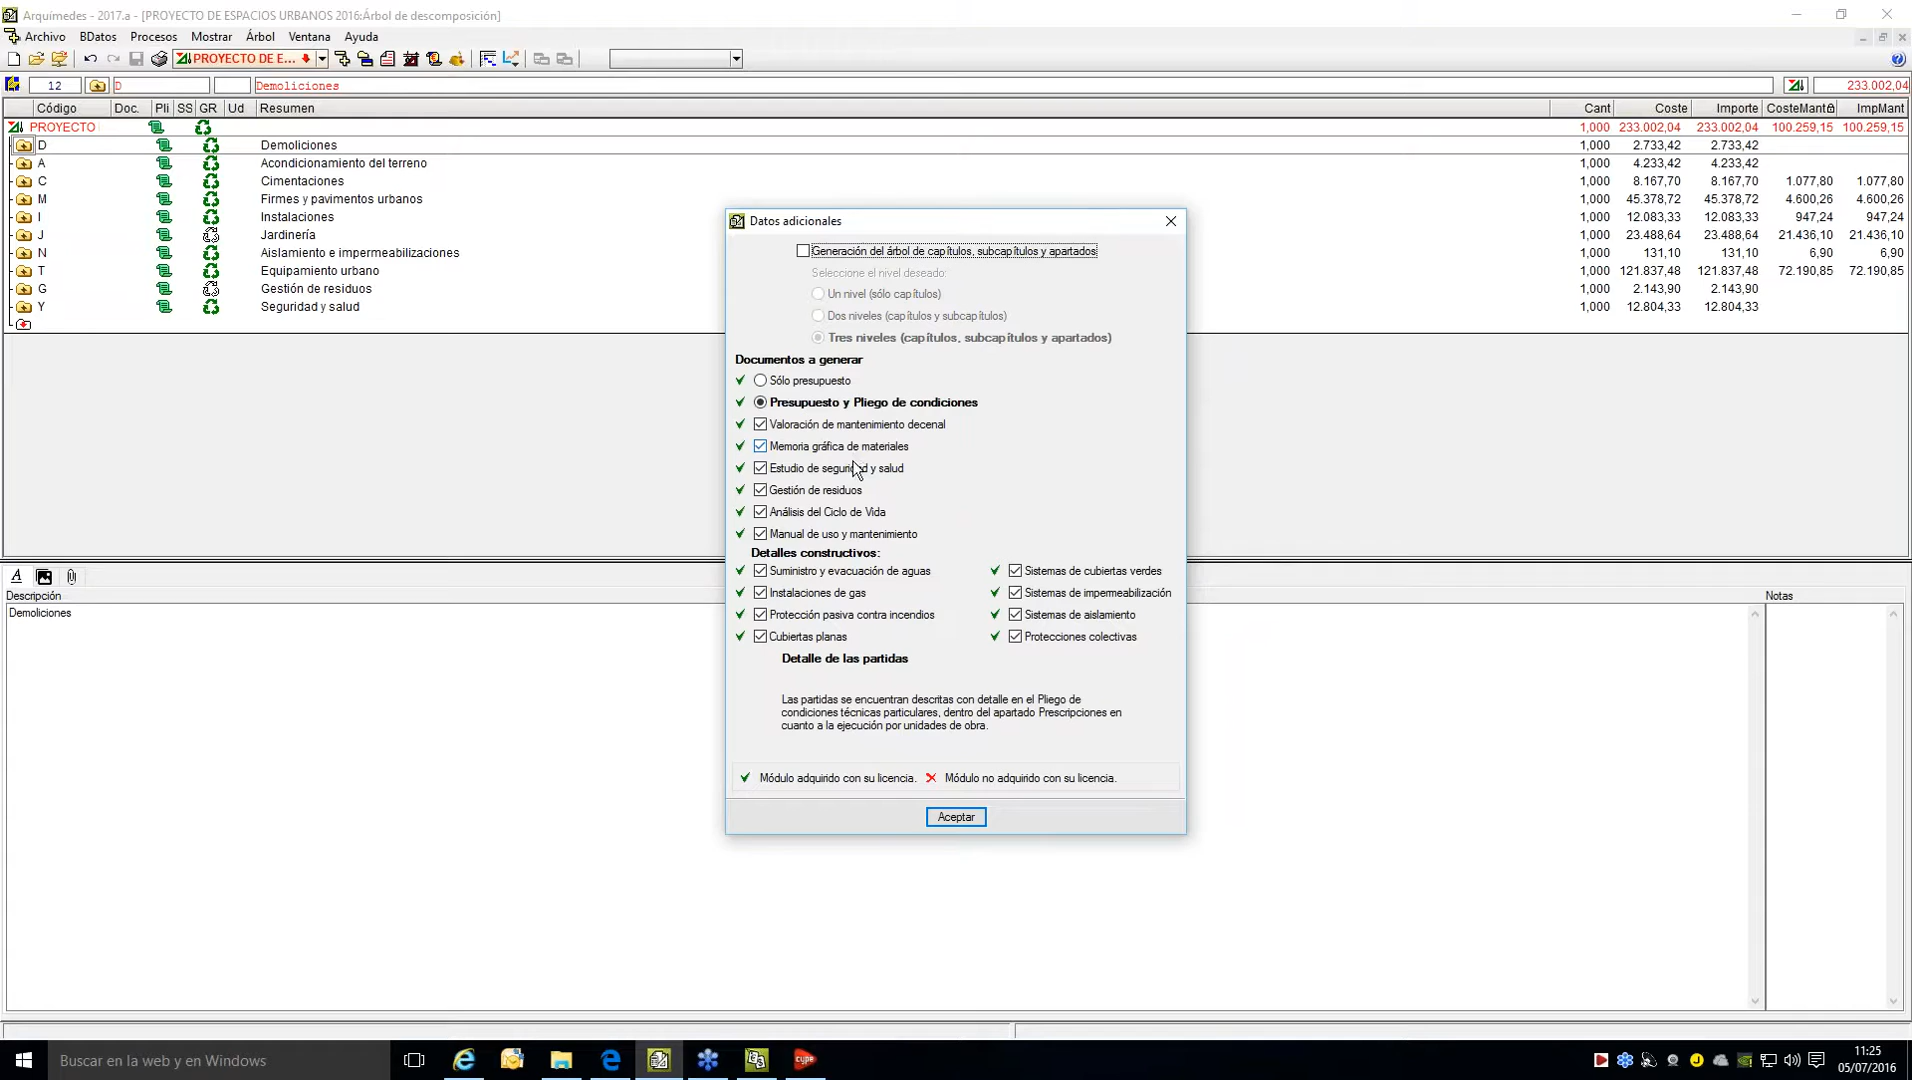 Arquímedes - 2017.a - [PROYECTO DE ESPACIOS URBANOS 2016:Árbol de descomposición]
Archivo BDatos Procesos Mostrar Árbol Ventana Ayuda
PROYECTO DE E...
12 D Demoliciones 233.002,04
Código Doc. Pli SS GR Ud Resumen Cant Coste Importe CosteMant ImpMant
PROYECTO 1,000 233.002,04 233.002,04 100.259,15 100.259,15
D Demoliciones 1,000 2.733,42 2.733,42
A Acondicionamiento del terreno 1,000 4.233,42 4.233,42
C Cimentaciones 1,000 8.167,70 8.167,70 1.077,80 1.077,80
M Firmes y pavimentos urbanos 1,000 45.378,72 45.378,72 4.600,26 4.600,26
I Instalaciones 1,000 12.083,33 12.083,33 947,24 947,24
J Jardinería 1,000 23.488,64 23.488,64 21.436,10 21.436,10
N Aislamiento e impermeabilizaciones 1,000 131,10 131,10 6,90 6,90
T Equipamiento urbano 1,000 121.837,48 121.837,48 72.190,85 72.190,85
G Gestión de residuos 1,000 2.143,90 2.143,90
Y Seguridad y salud 1,000 12.804,33 12.804,33
Datos adicionales
Generación del árbol de capítulos, subcapítulos y apartados
Seleccione el nivel deseado:
Un nivel (sólo capítulos)
Dos niveles (capítulos y subcapítulos)
Tres niveles (capítulos, subcapítulos y apartados)
Documentos a generar
Sólo presupuesto
Presupuesto y Pliego de condiciones
Valoración de mantenimiento decenal
Memoria gráfica de materiales
Estudio de seguridad y salud
Gestión de residuos
Análisis del Ciclo de Vida
Manual de uso y mantenimiento
Detalles constructivos:
Suministro y evacuación de aguas Sistemas de cubiertas verdes
Instalaciones de gas Sistemas de impermeabilización
Protección pasiva contra incendios Sistemas de aislamiento
Cubiertas planas Protecciones colectivas
Detalle de las partidas
Las partidas se encuentran descritas con detalle en el Pliego de
condiciones técnicas particulares, dentro del apartado Prescripciones en
cuanto a la ejecución por unidades de obra.
Módulo adquirido con su licencia. Módulo no adquirido con su licencia.
Aceptar
A
Descripción Notas
Demoliciones
Buscar en la web y en Windows
cype
11:25
05/07/2016